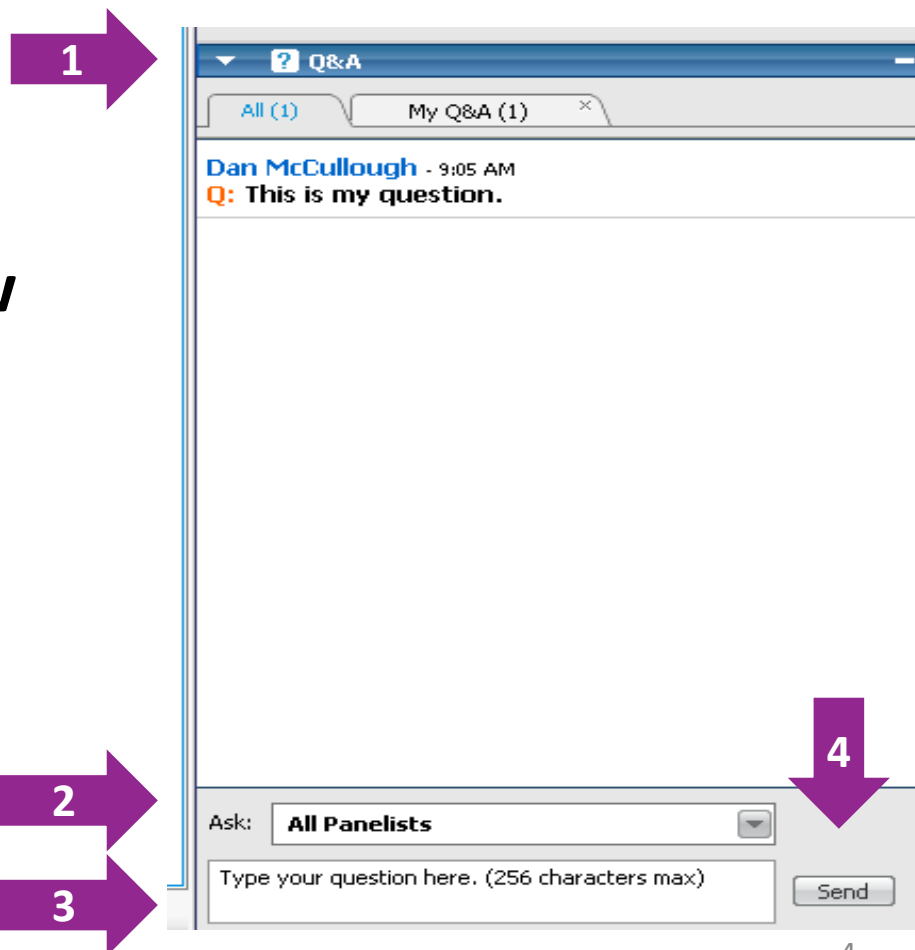 1
? Q&A
All (1) My Q&A (1) ×
Dan McCullough - 9:05 AM
Q: This is my question.
4
2
Ask: All Panelists
Type your question here. (256 characters max) Send
3